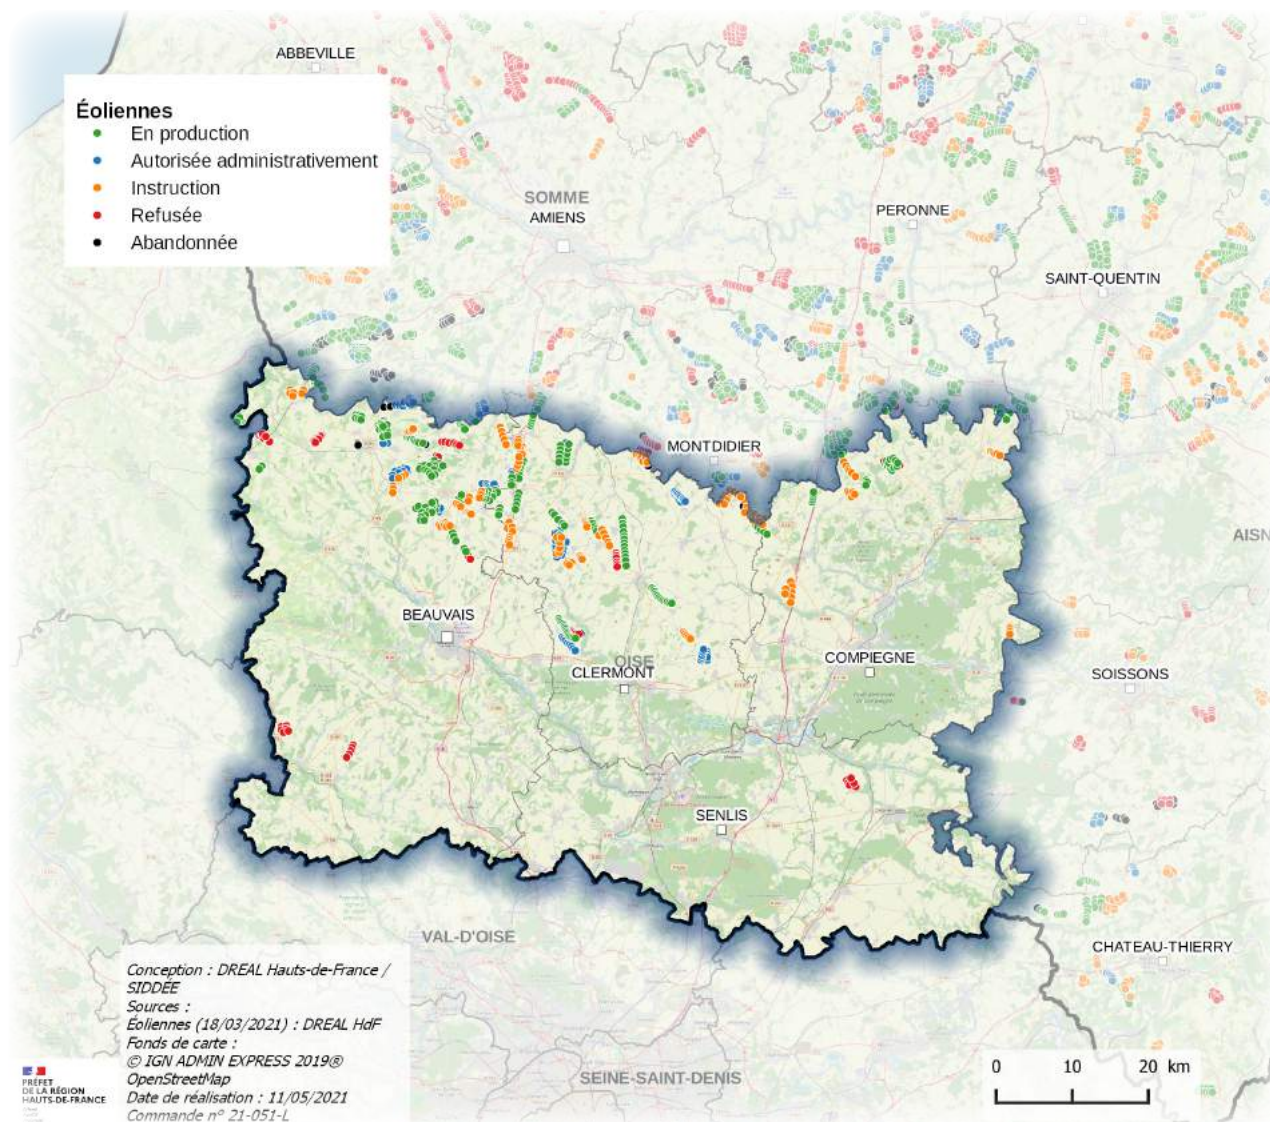 ABBEVILLE
Éoliennes
En production
Autorisée administrativement
Instruction
Refusée
Abandonnée
SOMME
AMIENS
PERONNE
SAINT-QUENTIN
MONTDIDIER
AISN
BEAUVAIS
OISE
CLERMONT
COMPIEGNE
SOISSONS
SENLIS
VAL-D'OISE
CHATEAU-THIERRY
SEINE-SAINT-DENIS
Conception : DREAL Hauts-de-France /
SIDDÉE
Sources :
Éoliennes (18/03/2021) : DREAL HdF
Fonds de carte :
© IGN ADMIN EXPRESS 2019®
OpenStreetMap
Date de réalisation : 11/05/2021
Commande n° 21-051-L
PRÉFET
DE LA RÉGION
HAUTS-DE-FRANCE
0 10 20 km